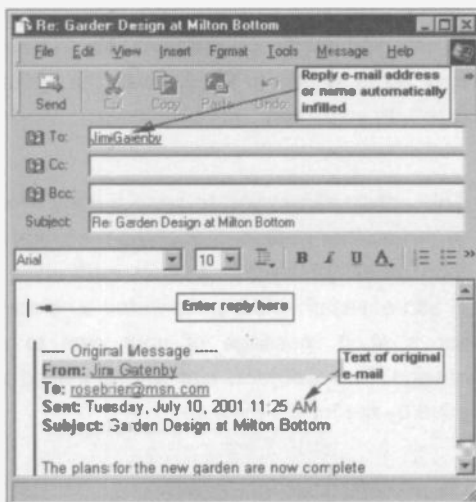 Re: Garden Design at Milton Bottom
File Edit View Insert Format Tools Message Help
Send Cut Copy Paste Undo
Reply e-mail address
or name automatically
infilled
To: Jim Gatenby
Cc:
Bcc:
Subject: Re: Garden Design at Milton Bottom
Arial 10 B I U A
Enter reply here
----- Original Message -----
Text of original
e-mail
From: Jim Gatenby
To: rosebrier@msn.com
Sent: Tuesday, July 10, 2001 11:25 AM
Subject: Garden Design at Milton Bottom
The plans for the new garden are now complete